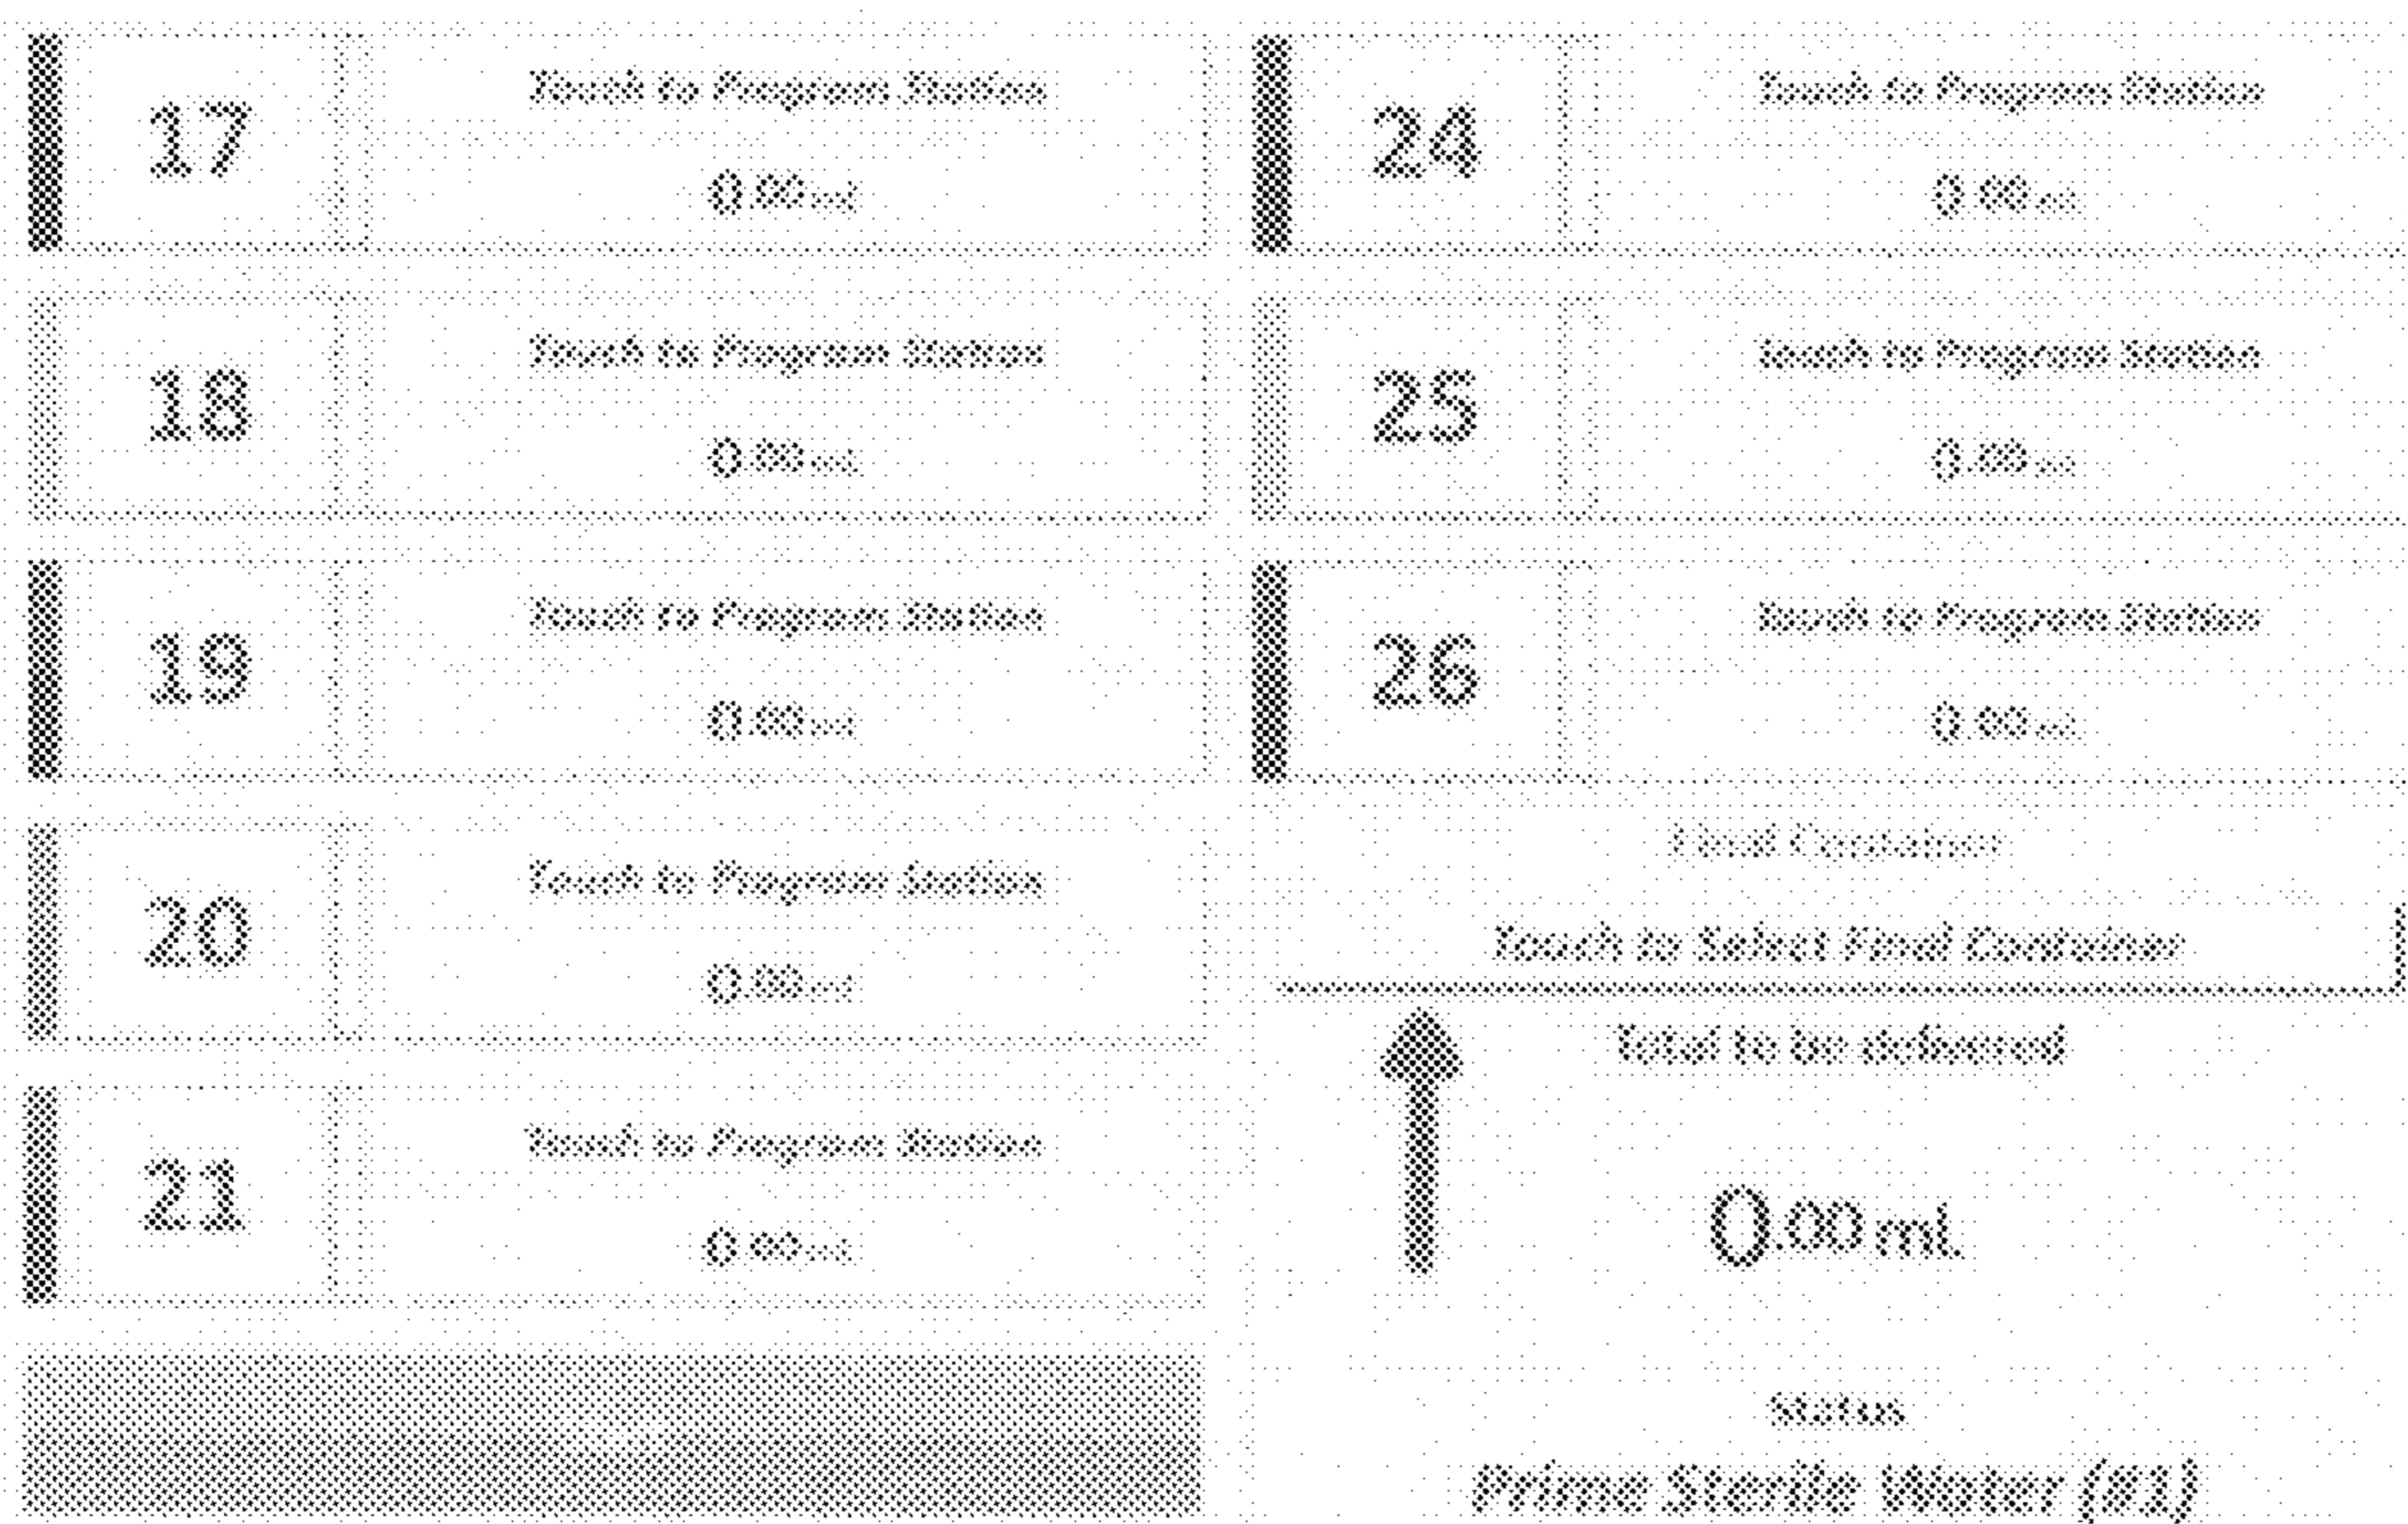 17
Touch to Program Station
0.00 mL
18
Touch to Program Station
0.00 mL
19
Touch to Program Station
0.00 mL
20
Touch to Program Station
0.00 mL
21
Touch to Program Station
0.00 mL
24
Touch to Program Station
0.00 mL
25
Touch to Program Station
0.00 mL
26
Touch to Program Station
0.00 mL
Final Container
Touch to Select Final Container
Total to be delivered
0.00 mL
Status
Prime Sterile Water (#1)